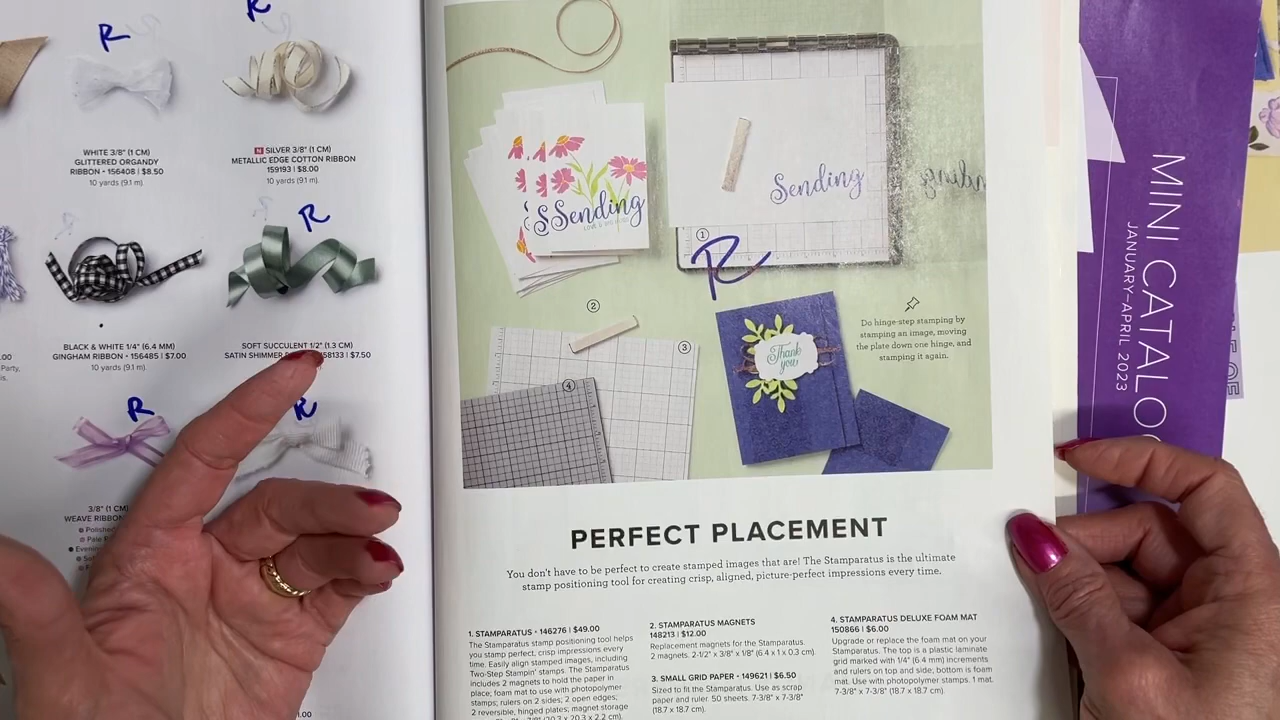 R
R
WHITE 3/8" (1 CM)
GLITTERED ORGANDY
RIBBON • 156408 | $8.50
10 yards (9.1 m).
N SILVER 3/8" (1 CM)
METALLIC EDGE COTTON RIBBON
159193 | $8.00
10 yards (9.1 m).
R
BLACK & WHITE 1/4" (6.4 MM)
GINGHAM RIBBON • 156485 | $7.00
10 yards (9.1 m).
SOFT SUCCULENT 1/2" (1.3 CM)
SATIN SHIMMER
58133 | $7.50
.00
Party,
R
R
3/8" (1 CM)
WEAVE RIBBON
Sending
Sending
1
R
2
3
4
Thank
you
Do hinge-step stamping by
stamping an image, moving
the plate down one hinge, and
stamping it again.
PERFECT PLACEMENT
You don't have to be perfect to create stamped images that are! The Stamparatus is the ultimate
stamp positioning tool for creating crisp, aligned, picture-perfect impressions every time.
1. STAMPARATUS • 146276 | $49.00
The Stamparatus stamp positioning tool helps
you stamp perfect, crisp impressions every
time. Easily align stamped images, including
Two-Step Stampin' stamps. The Stamparatus
includes 2 magnets to hold the paper in
place; foam mat to use with photopolymer
stamps; rulers on 2 sides; 2 open edges;
2 reversible, hinged plates; magnet storage
2. STAMPARATUS MAGNETS
148213 | $12.00
Replacement magnets for the Stamparatus.
2 magnets. 2-1/2" x 3/8" x 1/8" (6.4 x 1 x 0.3 cm).
3. SMALL GRID PAPER • 149621 | $6.50
Sized to fit the Stamparatus. Use as scrap
paper and ruler. 50 sheets. 7-3/8" x 7-3/8"
(18.7 x 18.7 cm).
4. STAMPARATUS DELUXE FOAM MAT
150866 | $6.00
Upgrade or replace the foam mat on your
Stamparatus. The top is a plastic laminate
grid marked with 1/4" (6.4 mm) increments
and rulers on top and side; bottom is foam
mat. Use with photopolymer stamps. 1 mat.
7-3/8" x 7-3/8" (18.7 x 18.7 cm).
MINI CATALO
JANUARY–APRIL 2023